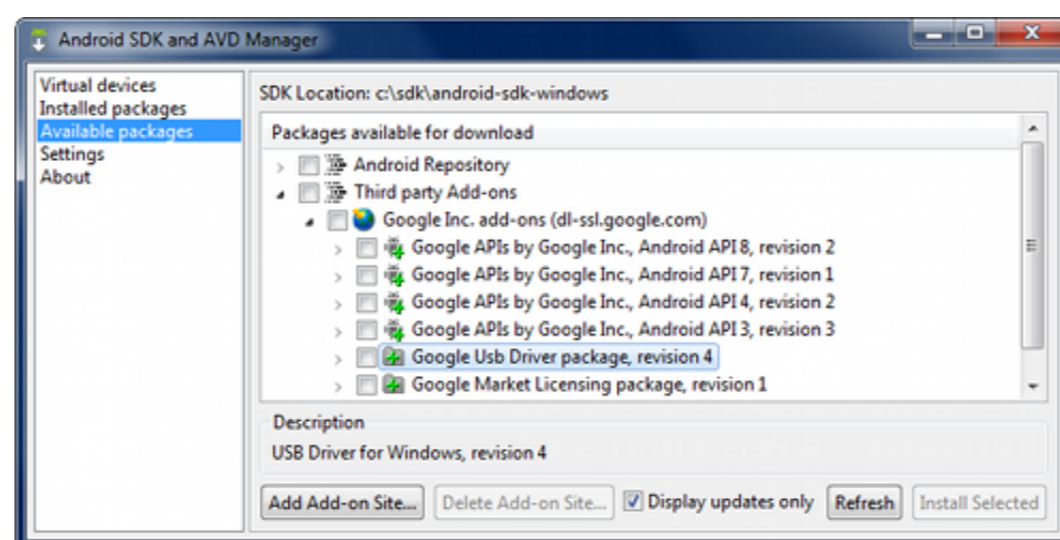 Android SDK and AVD Manager
Virtual devices
Installed packages
Available packages
Settings
About
SDK Location: c:\sdk\android-sdk-windows
Packages available for download
Android Repository
Third party Add-ons
Google Inc. add-ons (dl-ssl.google.com)
Google APIs by Google Inc., Android API 8, revision 2
Google APIs by Google Inc., Android API 7, revision 1
Google APIs by Google Inc., Android API 4, revision 2
Google APIs by Google Inc., Android API 3, revision 3
Google Usb Driver package, revision 4
Google Market Licensing package, revision 1
Description
USB Driver for Windows, revision 4
Add Add-on Site... Delete Add-on Site... Display updates only Refresh Install Selected